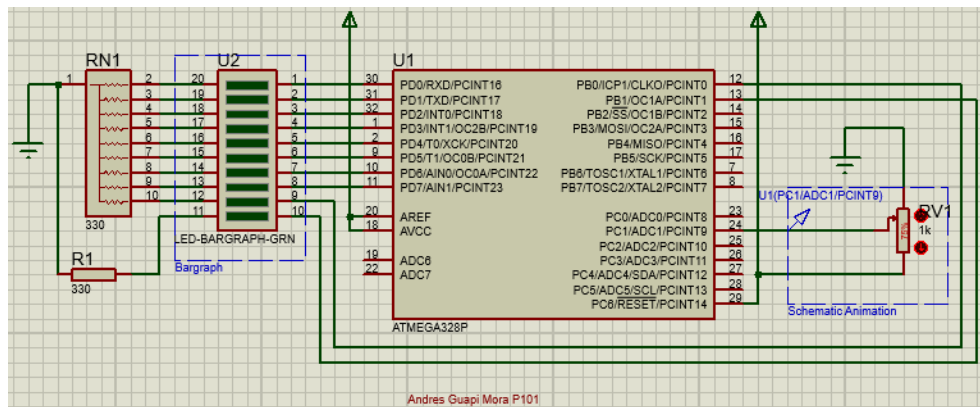 RN1
1
2
3
4
5
6
7
8
9
10
330
R1
330
U2
20
19
18
17
16
15
14
13
12
11
1
2
3
4
5
6
7
8
9
10
LED-BARGRAPH-GRN
Bargraph
U1
30
31
32
1
2
9
10
11
20
18
19
22
PD0/RXD/PCINT16
PD1/TXD/PCINT17
PD2/INT0/PCINT18
PD3/INT1/OC2B/PCINT19
PD4/T0/XCK/PCINT20
PD5/T1/OC0B/PCINT21
PD6/AIN0/OC0A/PCINT22
PD7/AIN1/PCINT23
AREF
AVCC
ADC6
ADC7
PB0/ICP1/CLKO/PCINT0
PB1/OC1A/PCINT1
PB2/SS/OC1B/PCINT2
PB3/MOSI/OC2A/PCINT3
PB4/MISO/PCINT4
PB5/SCK/PCINT5
PB6/TOSC1/XTAL1/PCINT6
PB7/TOSC2/XTAL2/PCINT7
PC0/ADC0/PCINT8
PC1/ADC1/PCINT9
PC2/ADC2/PCINT10
PC3/ADC3/PCINT11
PC4/ADC4/SDA/PCINT12
PC5/ADC5/SCL/PCINT13
PC6/RESET/PCINT14
12
13
14
15
16
17
7
8
23
24
25
26
27
28
29
ATMEGA328P
U1(PC1/ADC1/PCINT9)
RV1
75%
1k
Schematic Animation
Andres Guapi Mora P101